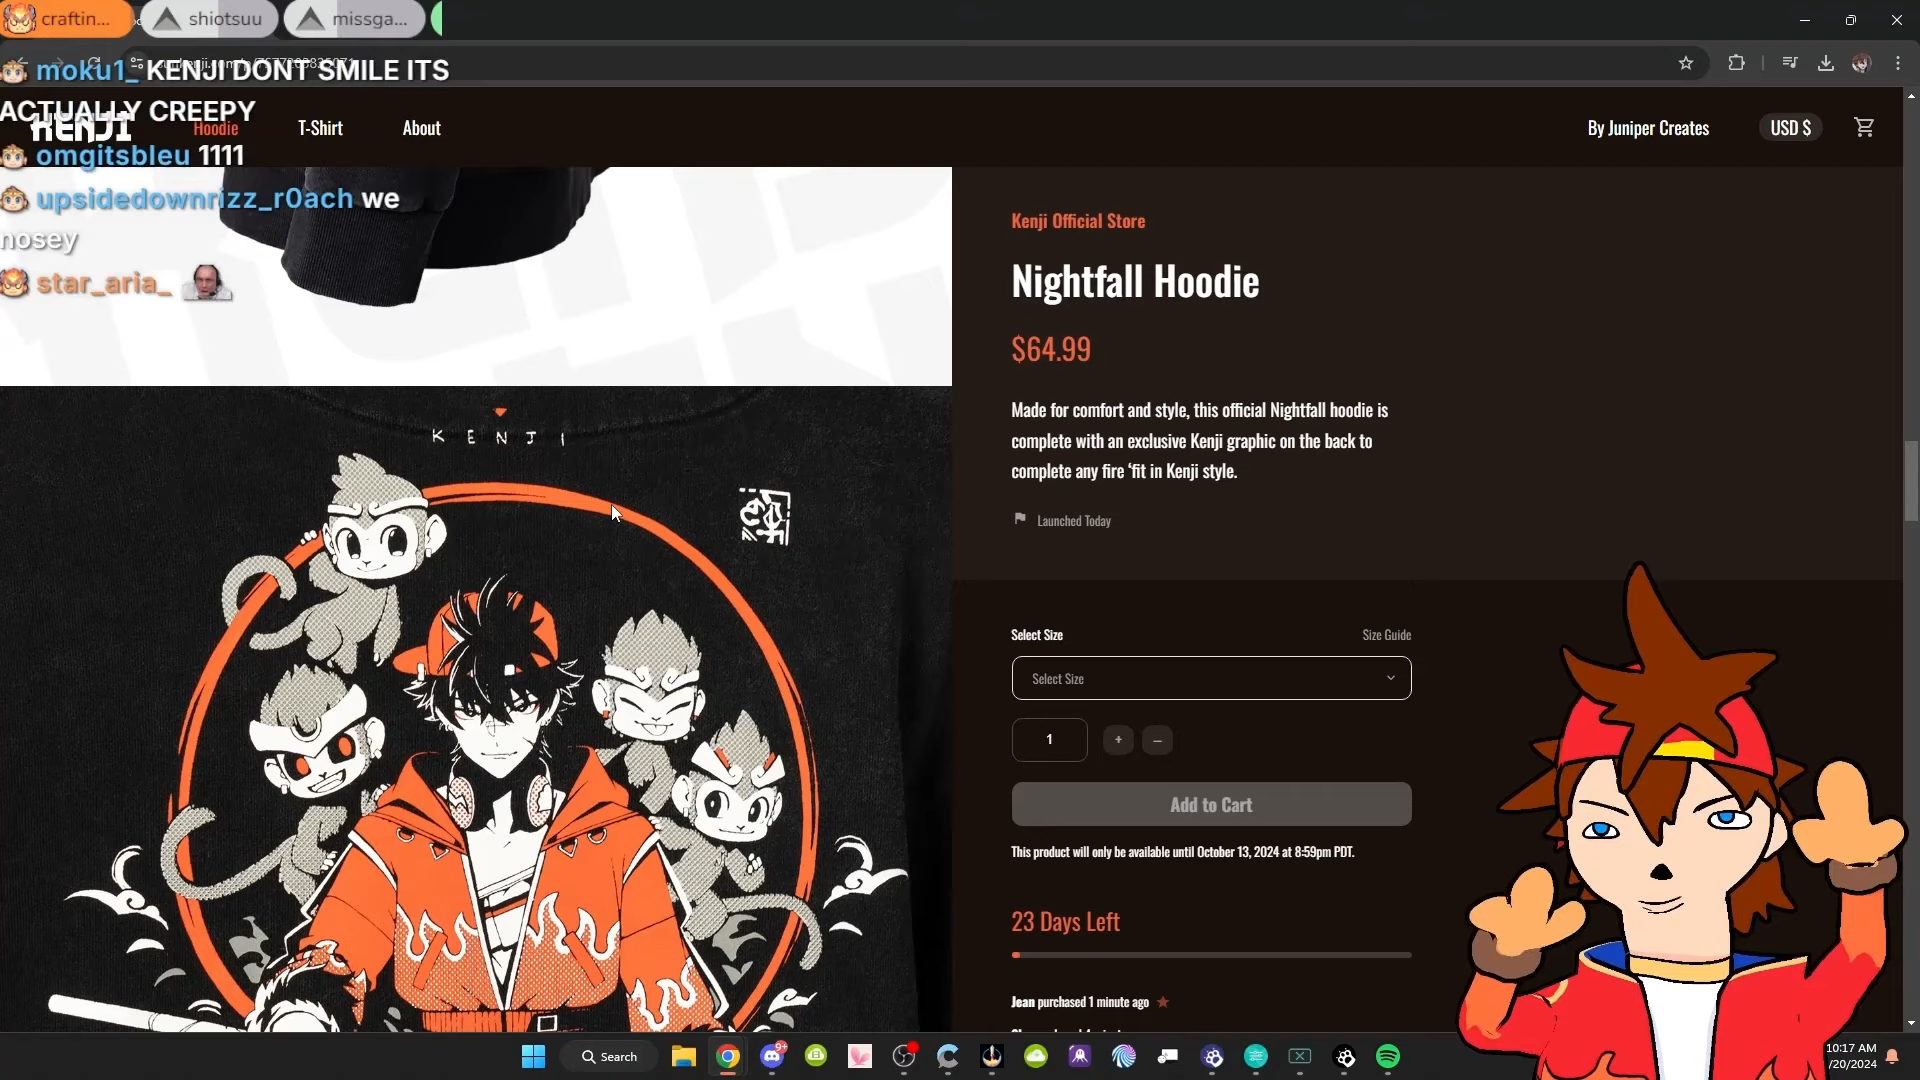 craftin...
shiotsuu
missga...
moku1_ KENJI DONT SMILE ITS
ACTUALLY CREEPY
omgitsbleu 1111
upsidedownrizz_r0ach we
nosey
star_aria_
KENJI
Hoodie
T-Shirt
About
By Juniper Creates
USD $
Kenji Official Store
Nightfall Hoodie
$64.99
Made for comfort and style, this official Nightfall hoodie is
complete with an exclusive Kenji graphic on the back to
complete any fire ‘fit in Kenji style.
Launched Today
KENJI
Select Size
Size Guide
Select Size
1
+
–
Add to Cart
This product will only be available until October 13, 2024 at 8:59pm PDT.
23 Days Left
Jean purchased 1 minute ago
Search
9+
10:17 AM
/20/2024